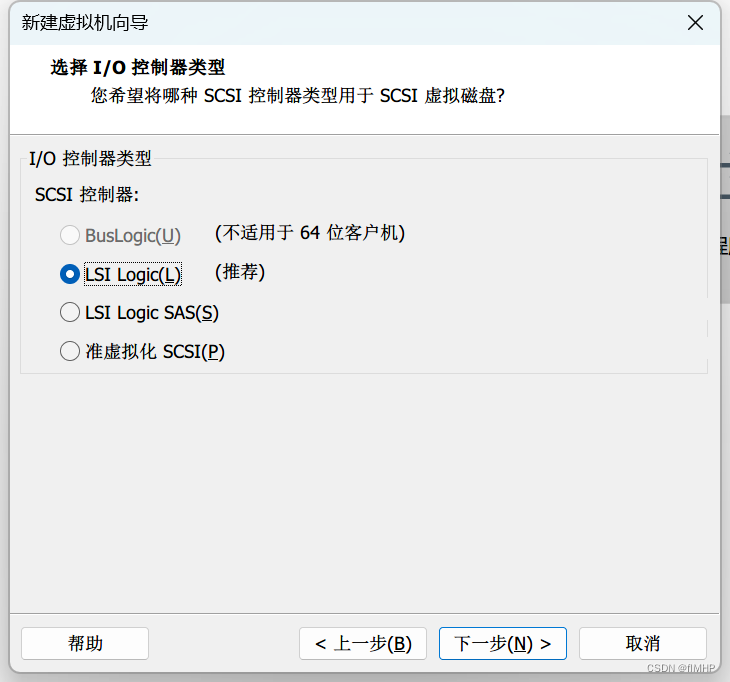 新建虚拟机向导
选择 I/O 控制器类型
您希望将哪种 SCSI 控制器类型用于 SCSI 虚拟磁盘?
I/O 控制器类型
SCSI 控制器:
BusLogic(U) (不适用于 64 位客户机)
LSI Logic(L) (推荐)
LSI Logic SAS(S)
准虚拟化 SCSI(P)
帮助 < 上一步(B) 下一步(N) > 取消
CSDN @flMHP